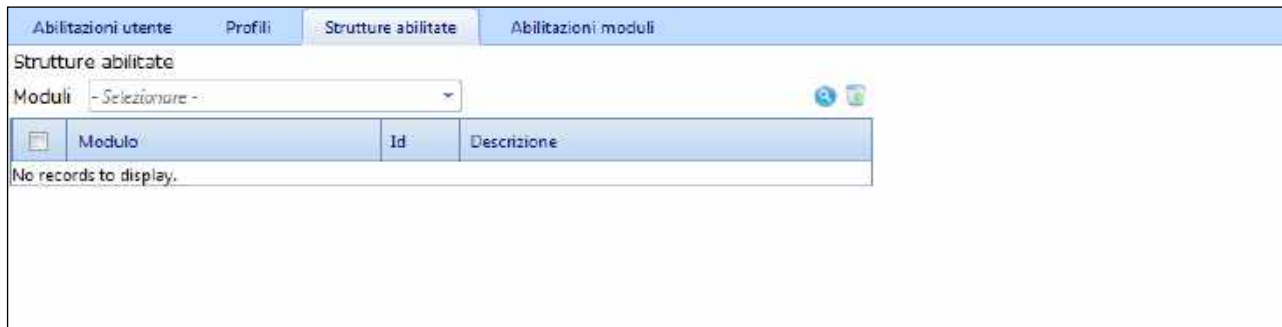 Abilitazioni utente Profili Strutture abilitate Abilitazioni moduli
Strutture abilitate
Moduli - Selezionare -
Modulo Id Descrizione
No records to display.